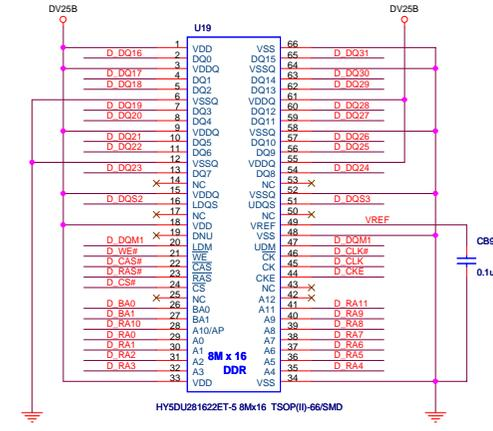 DV25B DV25B
U19
1 VDD VSS 66
D_DQ16 2 DQ0 DQ15 65 D_DQ31
3 VDDQ VSSQ 64
D_DQ17 4 DQ1 DQ14 63 D_DQ30
D_DQ18 5 DQ2 DQ13 62 D_DQ29
6 VSSQ VDDQ 61
D_DQ19 7 DQ3 DQ12 60 D_DQ28
D_DQ20 8 DQ4 DQ11 59 D_DQ27
9 VDDQ VSSQ 58
D_DQ21 10 DQ5 DQ10 57 D_DQ26
D_DQ22 11 DQ6 DQ9 56 D_DQ25
12 VSSQ VDDQ 55
D_DQ23 13 DQ7 DQ8 54 D_DQ24
14 NC NC 53
15 VDDQ VSSQ 52
D_DQS2 16 LDQS UDQS 51 D_DQS3
17 NC NC 50
18 VDD VREF 49 VREF
19 DNU VSS 48
D_DQM1 20 LDM UDM 47 D_DQM1
D_WE# 21 WE CK 46 D_CLK#
D_CAS# 22 CAS CK 45 D_CLK
D_RAS# 23 RAS CKE 44 D_CKE
D_CS# 24 CS NC 43
25 NC A12 42
D_BA0 26 BA0 A11 41 D_RA11
D_BA1 27 BA1 A9 40 D_RA9
D_RA10 28 A10/AP A8 39 D_RA8
D_RA0 29 A0 A7 38 D_RA7
D_RA1 30 A1 A6 37 D_RA6
D_RA2 31 A2 A5 36 D_RA5
D_RA3 32 A3 A4 35 D_RA4
33 VDD VSS 34
8M x 16
DDR
CB9
0.1u
HY5DU281622ET-5 8Mx16 TSOP(II)-66/SMD